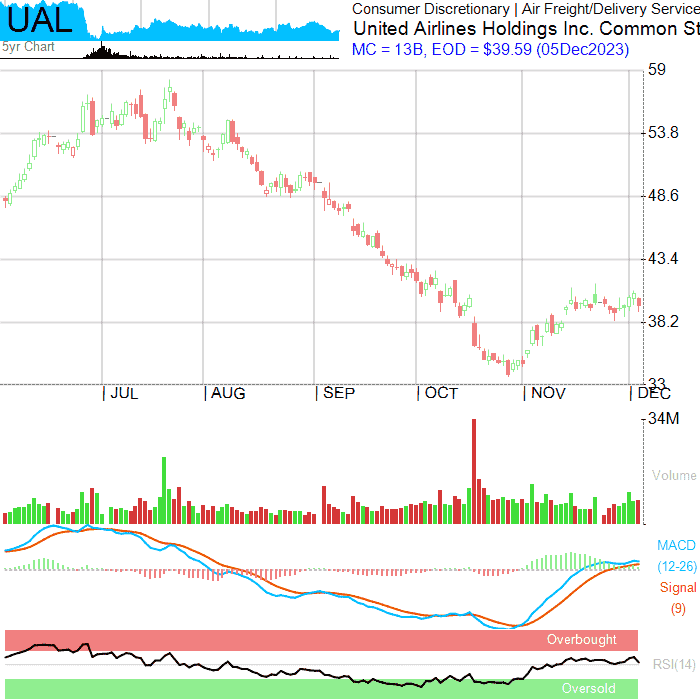 UAL
5yr Chart
Consumer Discretionary | Air Freight/Delivery Service
United Airlines Holdings Inc. Common St
MC = 13B, EOD = $39.59 (05Dec2023)
59
53.8
48.6
43.4
38.2
33
JUL AUG SEP OCT NOV DEC
34M
Volume
MACD
(12-26)
Signal
(9)
Overbought
RSI(14)
Oversold